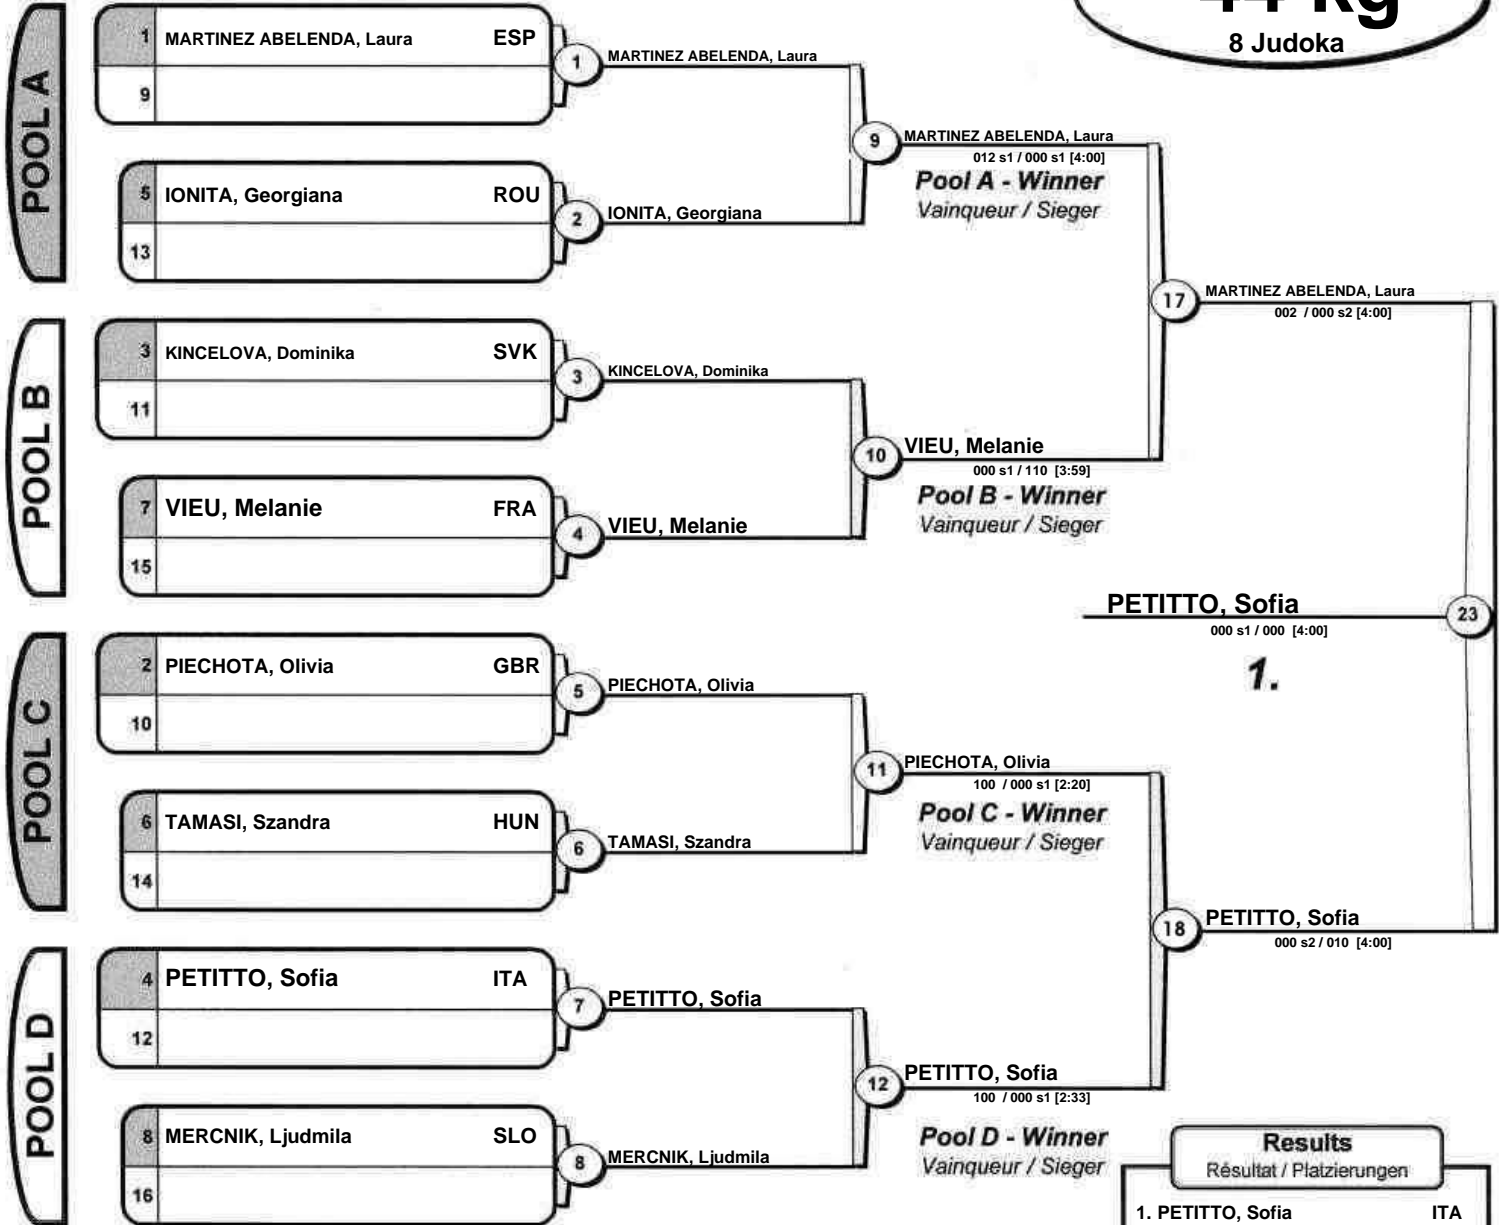 44 kg
8 Judoka
POOL A
1 MARTINEZ ABELENDA, Laura ESP
9
5 IONITA, Georgiana ROU
13
1 MARTINEZ ABELENDA, Laura
2 IONITA, Georgiana
9 MARTINEZ ABELENDA, Laura
012 s1 / 000 s1 [4:00]
Pool A - Winner
Vainqueur / Sieger
POOL B
3 KINCELOVA, Dominika SVK
11
7 VIEU, Melanie FRA
15
3 KINCELOVA, Dominika
4 VIEU, Melanie
10 VIEU, Melanie
000 s1 / 110 [3:59]
Pool B - Winner
Vainqueur / Sieger
17 MARTINEZ ABELENDA, Laura
002 / 000 s2 [4:00]
PETITTO, Sofia 23
000 s1 / 000 [4:00]
1.
POOL C
2 PIECHOTA, Olivia GBR
10
6 TAMASI, Szandra HUN
14
5 PIECHOTA, Olivia
6 TAMASI, Szandra
11 PIECHOTA, Olivia
100 / 000 s1 [2:20]
Pool C - Winner
Vainqueur / Sieger
POOL D
4 PETITTO, Sofia ITA
12
8 MERCNIK, Ljudmila SLO
16
7 PETITTO, Sofia
8 MERCNIK, Ljudmila
12 PETITTO, Sofia
100 / 000 s1 [2:33]
Pool D - Winner
Vainqueur / Sieger
18 PETITTO, Sofia
000 s2 / 010 [4:00]
Results
Résultat / Platzierungen
1. PETITTO, Sofia ITA